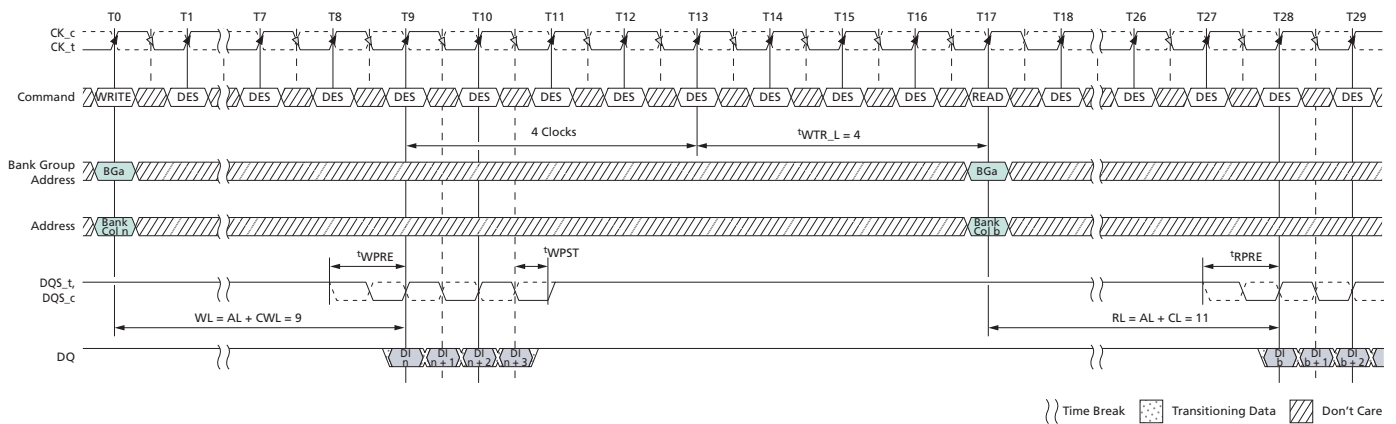 T0 T1 T7 T8 T9 T10 T11 T12 T13 T14 T15 T16 T17 T18 T26 T27 T28 T29
CK_c
CK_t
Command WRITE DES DES DES DES DES DES DES DES DES DES DES READ DES DES DES DES DES
4 Clocks tWTR_L = 4
Bank Group
Address
BGa BGa
Address
Bank
Col n
Bank
Col b
tWPRE tWPST tRPRE
DQS_t,
DQS_c
WL = AL + CWL = 9 RL = AL + CL = 11
DQ
DI
n
DI
n + 1
DI
n + 2
DI
n + 3
DI
b
DI
b + 1
DI
b + 2
Time Break Transitioning Data Don't Care